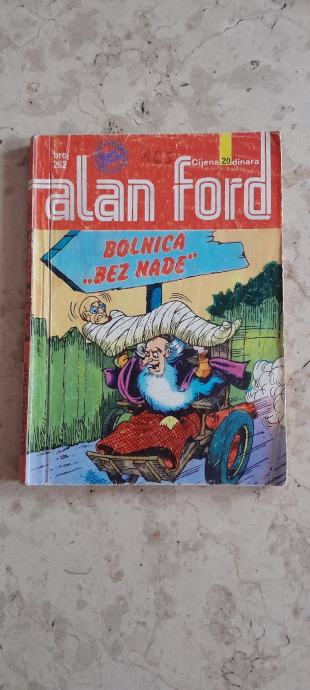 broj
262
Cijena 20 dinara
alan ford
BOLNICA
„BEZ NADE"